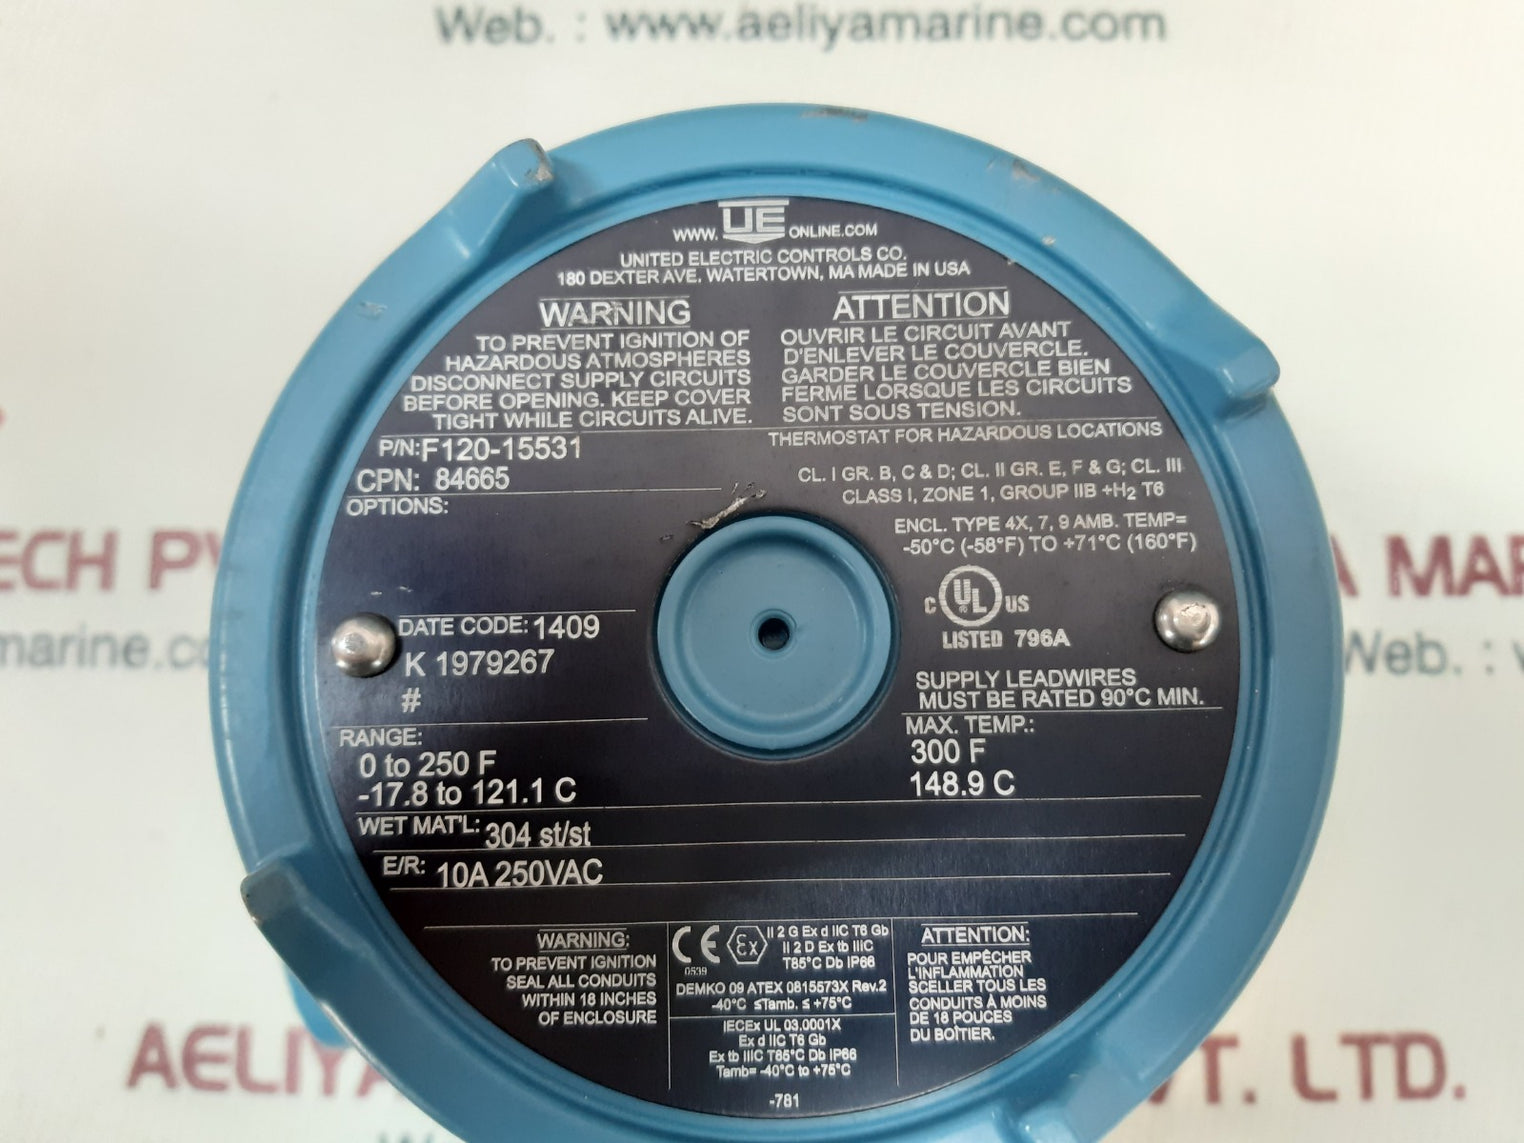 Web. : www.aeliyamarine.com
WWW. UE ONLINE.COM
UNITED ELECTRIC CONTROLS CO.
180 DEXTER AVE. WATERTOWN, MA MADE IN USA
WARNING
TO PREVENT IGNITION OF
HAZARDOUS ATMOSPHERES
DISCONNECT SUPPLY CIRCUITS
BEFORE OPENING. KEEP COVER
TIGHT WHILE CIRCUITS ALIVE.
ATTENTION
OUVRIR LE CIRCUIT AVANT
D'ENLEVER LE COUVERCLE.
GARDER LE COUVERCLE BIEN
FERME LORSQUE LES CIRCUITS
SONT SOUS TENSION.
P/N: F120-15531
CPN: 84665
OPTIONS:
THERMOSTAT FOR HAZARDOUS LOCATIONS
CL. I GR. B, C & D; CL. II GR. E, F & G; CL. III
CLASS I, ZONE 1, GROUP IIB +H2 T6
ENCL. TYPE 4X, 7, 9 AMB. TEMP=
-50°C (-58°F) TO +71°C (160°F)
C UL ® US
LISTED 796A
DATE CODE: 1409
K 1979267
#
SUPPLY LEADWIRES
MUST BE RATED 90°C MIN.
RANGE:
0 to 250 F
-17.8 to 121.1 C
MAX. TEMP.:
300 F
148.9 C
WET MAT'L: 304 st/st
E/R: 10A 250VAC
WARNING:
TO PREVENT IGNITION
SEAL ALL CONDUITS
WITHIN 18 INCHES
OF ENCLOSURE
CE 0539 Ex
II 2 G Ex d IIC T6 Gb
II 2 D Ex tb IIIC
T85°C Db IP66
DEMKO 09 ATEX 0815573X Rev.2
-40°C ≤Tamb. ≤ +75°C
IECEx UL 03.0001X
Ex d IIC T6 Gb
Ex tb IIIC T85°C Db IP66
Tamb= -40°C to +75°C
ATTENTION:
POUR EMPÊCHER
L'INFLAMMATION
SCELLER TOUS LES
CONDUITS À MOINS
DE 18 POUCES
DU BOÎTIER.
-781
ECH PV
A MAR
marine.co
Web. : w
AELIYA
VT. LTD.
We